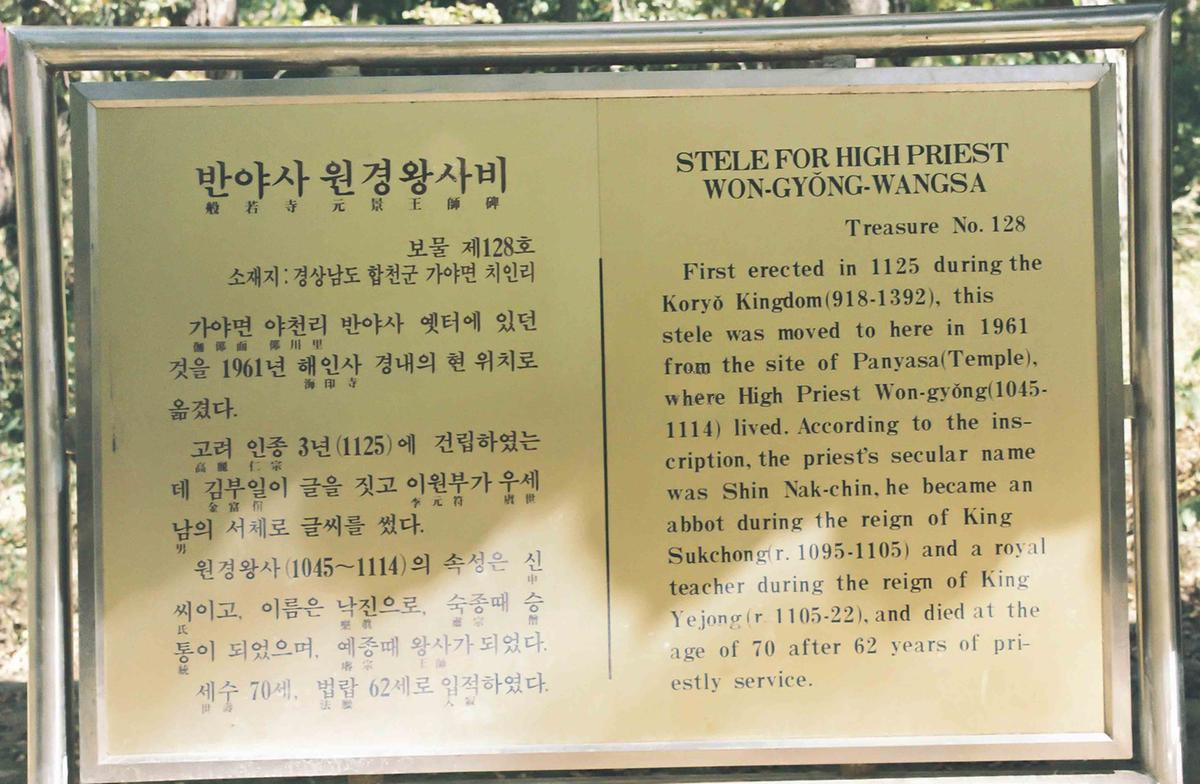 반야사 원경왕사비
般若寺元景王師碑
보물 제128호
소재지: 경상남도 합천군 가야면 치인리
가야면 야천리 반야사 옛터에 있던
伽倻面 倻川里
것을 1961년 해인사 경내의 현 위치로
海印寺
옮겼다.
고려 인종 3년(1125)에 건립하였는
高麗 仁宗
데 김부일이 글을 짓고 이원부가 우세
金富佾 李元符 虞世
남의 서체로 글씨를 썼다.
男
원경왕사(1045~1114)의 속성은 신
申
씨이고, 이름은 낙진으로, 숙종때 승
氏 樂眞 肅宗 僧
통이 되었으며, 예종때 왕사가 되었다.
統 睿宗 王師
세수 70세, 법랍 62세로 입적하였다.
世壽 法臘 入寂
STELE FOR HIGH PRIEST
WON-GYŎNG-WANGSA
Treasure No. 128
First erected in 1125 during the
Koryŏ Kingdom(918-1392), this
stele was moved to here in 1961
from the site of Panyasa(Temple),
where High Priest Won-gyŏng(1045-
1114) lived. According to the ins-
cription, the priest's secular name
was Shin Nak-chin, he became an
abbot during the reign of King
Sukchong(r. 1095-1105) and a royal
teacher during the reign of King
Yejong(r 1105-22), and died at the
age of 70 after 62 years of pri-
estly service.